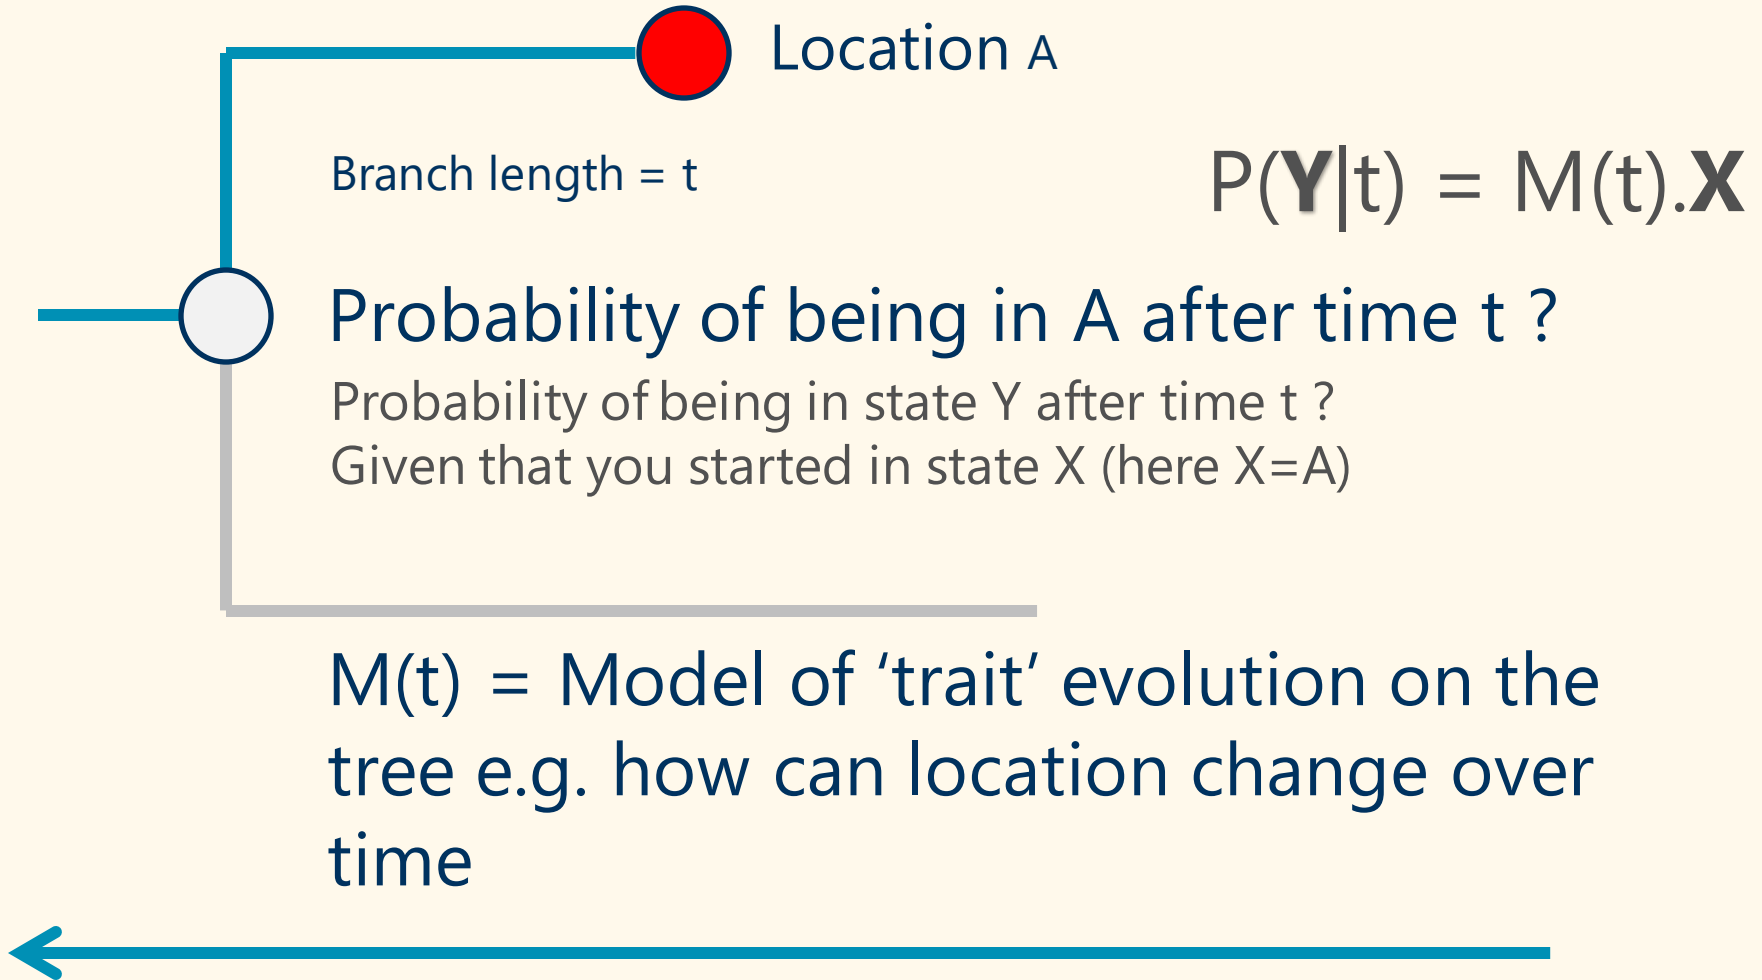 Location A
Branch length = t
P(Y|t) = M(t).X
Probability of being in A after time t ?
Probability of being in state Y after time t ?
Given that you started in state X (here X=A)
M(t) = Model of ‘trait’ evolution on the
tree e.g. how can location change over
time